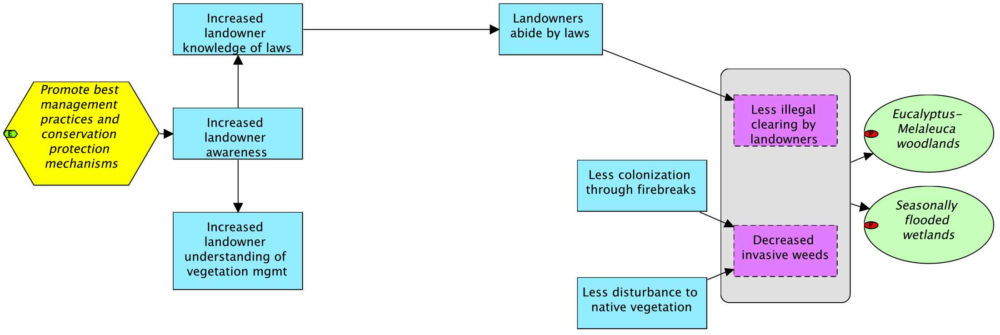 Increased
landowner
knowledge of laws
Landowners
abide by laws
Promote best
management
practices and
conservation
protection
mechanisms
E
Increased
landowner
awareness
Less illegal
clearing by
landowners
Eucalyptus-
Melaleuca
woodlands
P
Less colonization
through firebreaks
Increased
landowner
understanding of
vegetation mgmt
Decreased
invasive weeds
Seasonally
flooded
wetlands
P
Less disturbance to
native vegetation